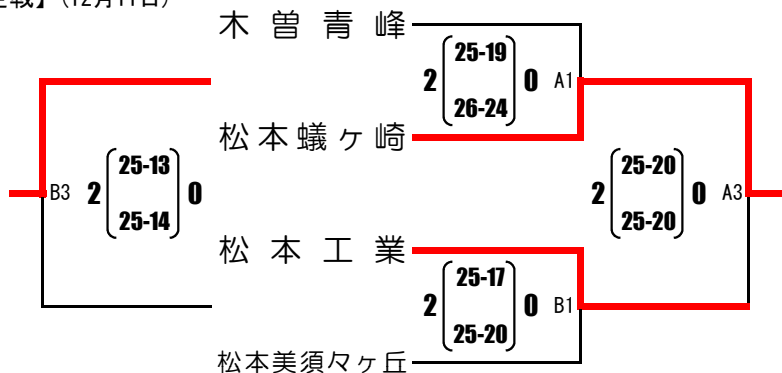 戦】(12月11日)
木曽青峰
25-19
2 0 A1
26-24
松本蟻ヶ崎
25-13
B3 2 0
25-14
25-20
2 0 A3
25-20
松本工業
25-17
2 0 B1
25-20
松本美須々ヶ丘